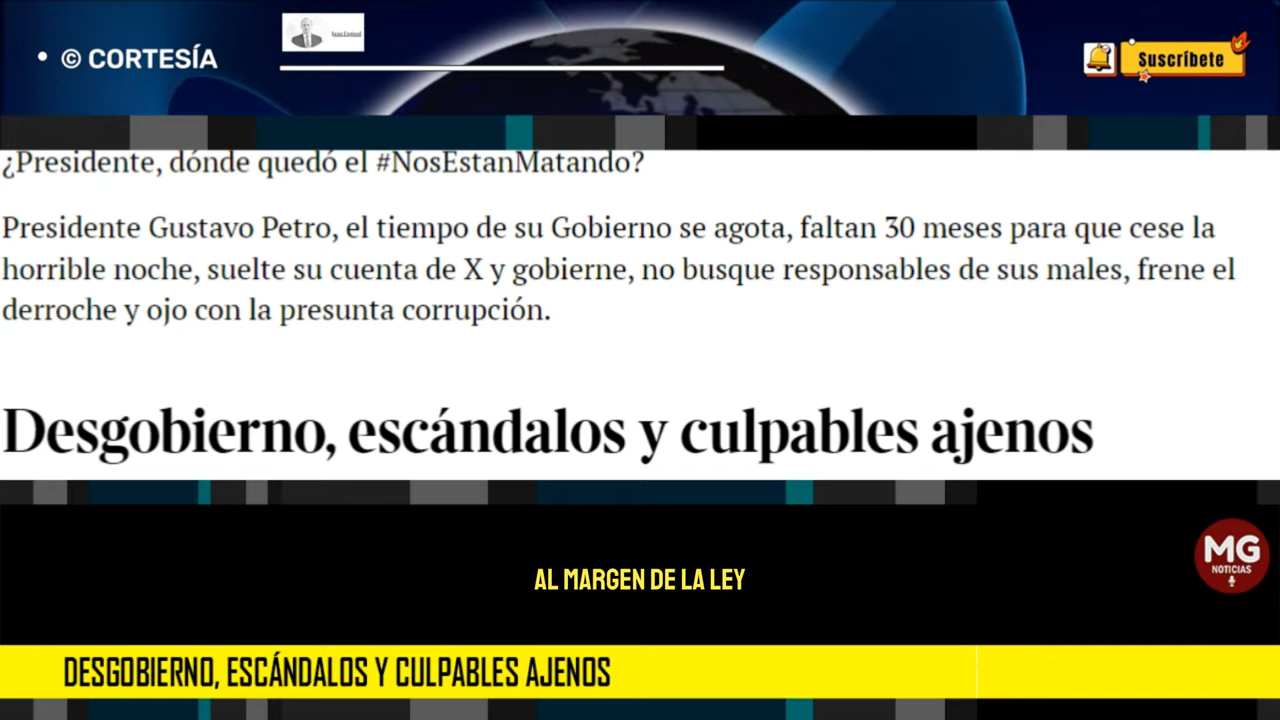 • © CORTESÍA
Suscríbete
¿Presidente, dónde quedó el #NosEstanMatando?
Presidente Gustavo Petro, el tiempo de su Gobierno se agota, faltan 30 meses para que cese la
horrible noche, suelte su cuenta de X y gobierne, no busque responsables de sus males, frene el
derroche y ojo con la presunta corrupción.
Desgobierno, escándalos y culpables ajenos
MG
NOTICIAS
AL MARGEN DE LA LEY
DESGOBIERNO, ESCÁNDALOS Y CULPABLES AJENOS